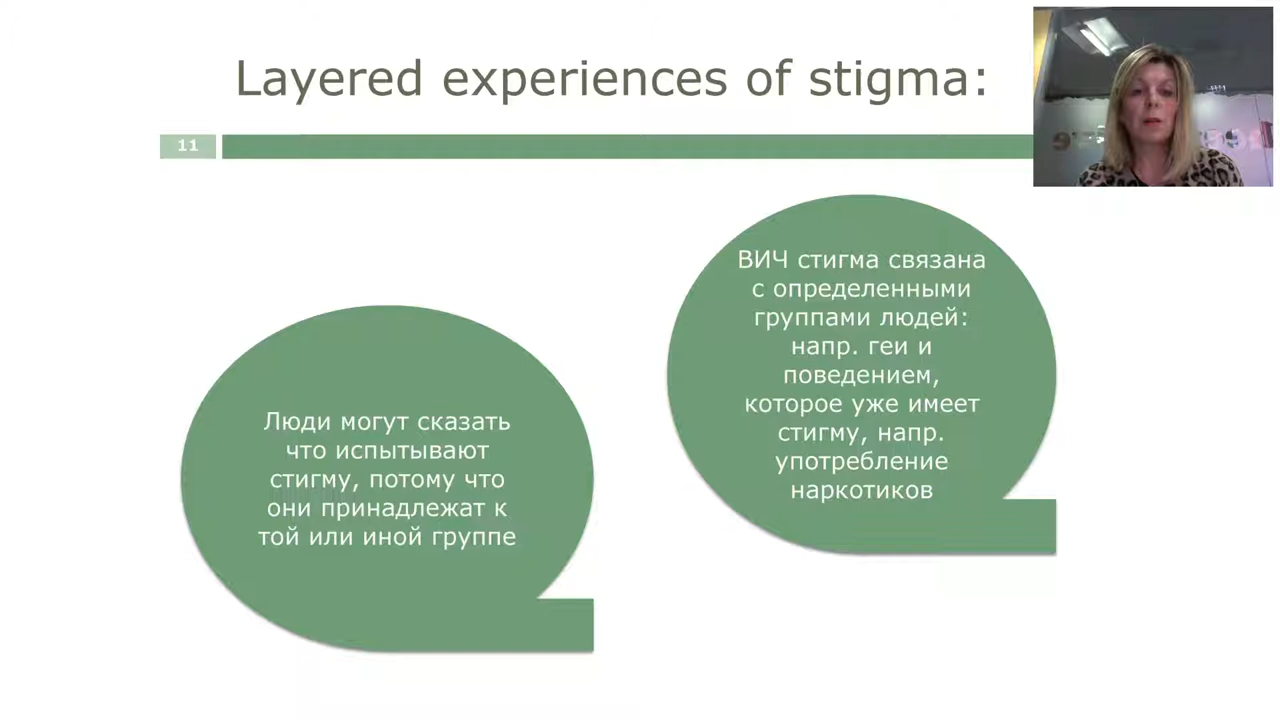 Layered experiences of stigma:
11
Люди могут сказать
что испытывают
стигму, потому что
они принадлежат к
той или иной группе
ВИЧ стигма связана
с определенными
группами людей:
напр. геи и
поведением,
которое уже имеет
стигму, напр.
употребление
наркотиков